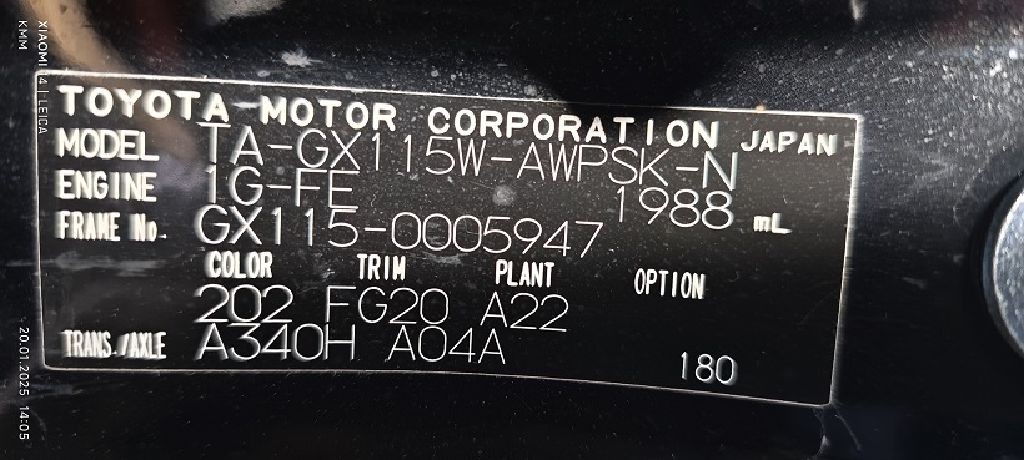 TOYOTA MOTOR CORPORATION JAPAN
MODEL TA-GX115W-AWPSK-N
ENGINE 1G-FE 1988 mL
FRAME No. GX115-0005947
COLOR TRIM PLANT OPTION
202 FG20 A22
TRANS./AXLE A340H A04A 180
XIAOMI 14 | LEICA
KMM
20.01.2025 14:05